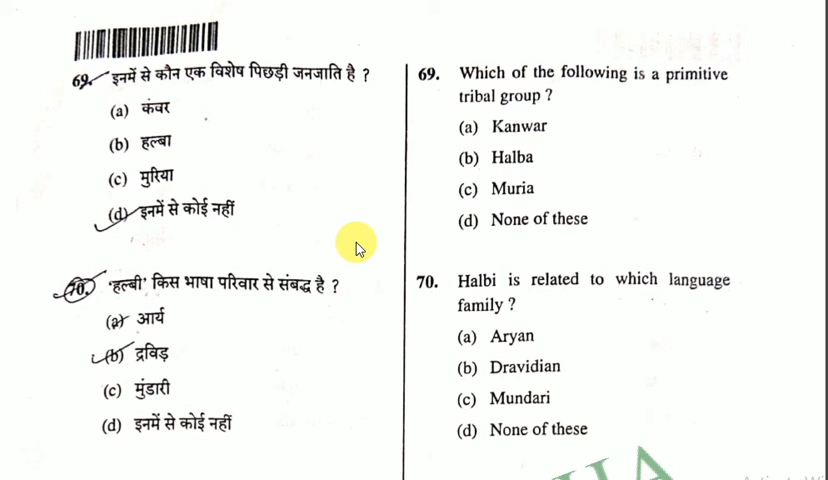 69. इनमें से कौन एक विशेष पिछड़ी जनजाति है ?
(a) कंवर
(b) हल्बा
(c) मुरिया
(d) इनमें से कोई नहीं
70. 'हल्बी' किस भाषा परिवार से संबद्ध है ?
(a) आर्य
(b) द्रविड़
(c) मुंडारी
(d) इनमें से कोई नहीं
69. Which of the following is a primitive
tribal group ?
(a) Kanwar
(b) Halba
(c) Muria
(d) None of these
70. Halbi is related to which language
family ?
(a) Aryan
(b) Dravidian
(c) Mundari
(d) None of these